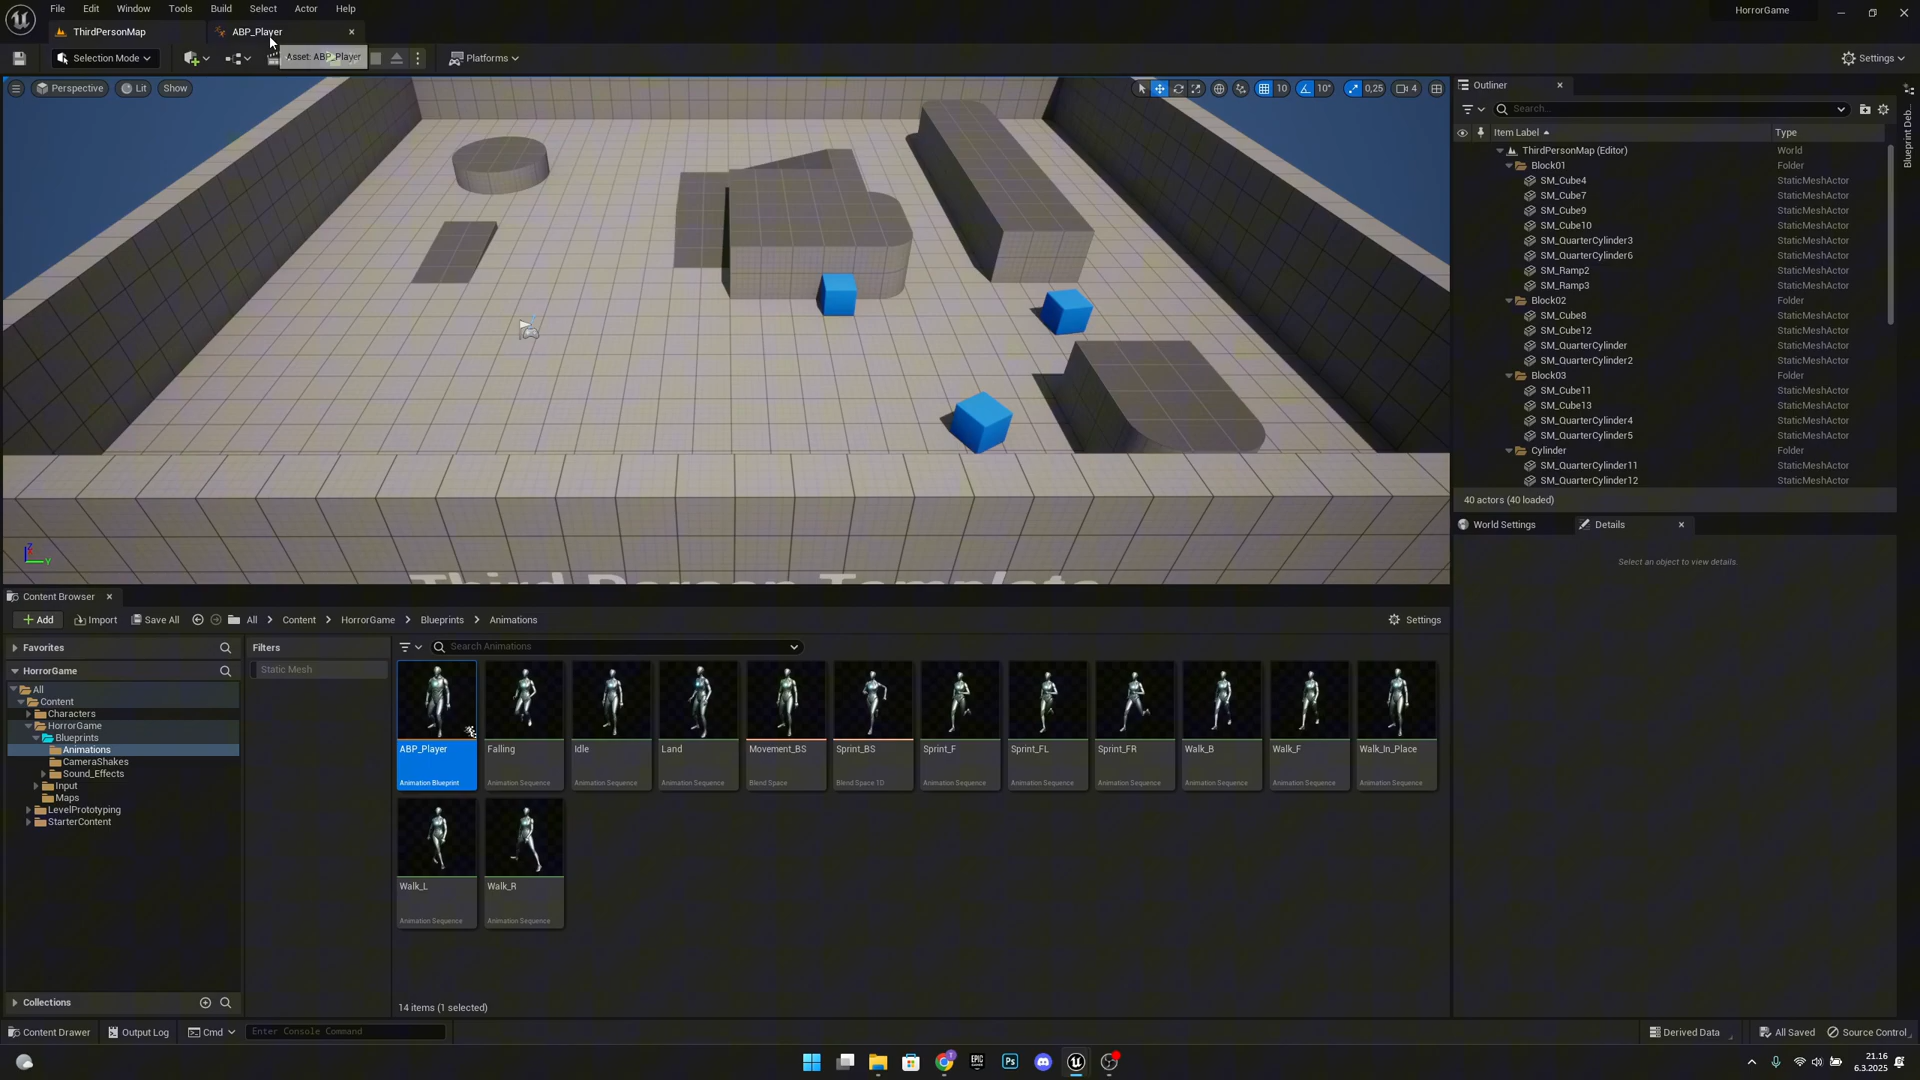 File Edit Window Tools Build Select Actor Help
HorrorGame
ThirdPersonMap
ABP_Player
Selection Mode
Asset: ABP_Player
Platforms
Settings
Perspective
Lit
Show
10
10°
0,25
4
Third Person Template
Outliner
Search...
Item Label
Type
ThirdPersonMap (Editor) World
Block01 Folder
SM_Cube4 StaticMeshActor
SM_Cube7 StaticMeshActor
SM_Cube9 StaticMeshActor
SM_Cube10 StaticMeshActor
SM_QuarterCylinder3 StaticMeshActor
SM_QuarterCylinder6 StaticMeshActor
SM_Ramp2 StaticMeshActor
SM_Ramp3 StaticMeshActor
Block02 Folder
SM_Cube8 StaticMeshActor
SM_Cube12 StaticMeshActor
SM_QuarterCylinder StaticMeshActor
SM_QuarterCylinder2 StaticMeshActor
Block03 Folder
SM_Cube11 StaticMeshActor
SM_Cube13 StaticMeshActor
SM_QuarterCylinder4 StaticMeshActor
SM_QuarterCylinder5 StaticMeshActor
Cylinder Folder
SM_QuarterCylinder11 StaticMeshActor
SM_QuarterCylinder12 StaticMeshActor
40 actors (40 loaded)
Blueprint Deb...
World Settings
Details
Select an object to view details.
Content Browser
Add
Import
Save All
All
Content
HorrorGame
Blueprints
Animations
Settings
Favorites
HorrorGame
All
Content
Characters
HorrorGame
Blueprints
Animations
CameraShakes
Sound_Effects
Input
Maps
LevelPrototyping
StarterContent
Collections
Filters
Static Mesh
Search Animations
ABP_Player Falling Idle Land Movement_BS Sprint_BS Sprint_F Sprint_FL Sprint_FR Walk_B Walk_F Walk_In_Place
Animation Blueprint Animation Sequence Animation Sequence Animation Sequence Blend Space Blend Space 1D Animation Sequence Animation Sequence Animation Sequence Animation Sequence Animation Sequence Animation Sequence
Walk_L Walk_R
Animation Sequence Animation Sequence
14 items (1 selected)
Content Drawer
Output Log
Cmd
Enter Console Command
Derived Data
All Saved
Source Control
EPIC GAMES
Ps
21.16
6.3.2025